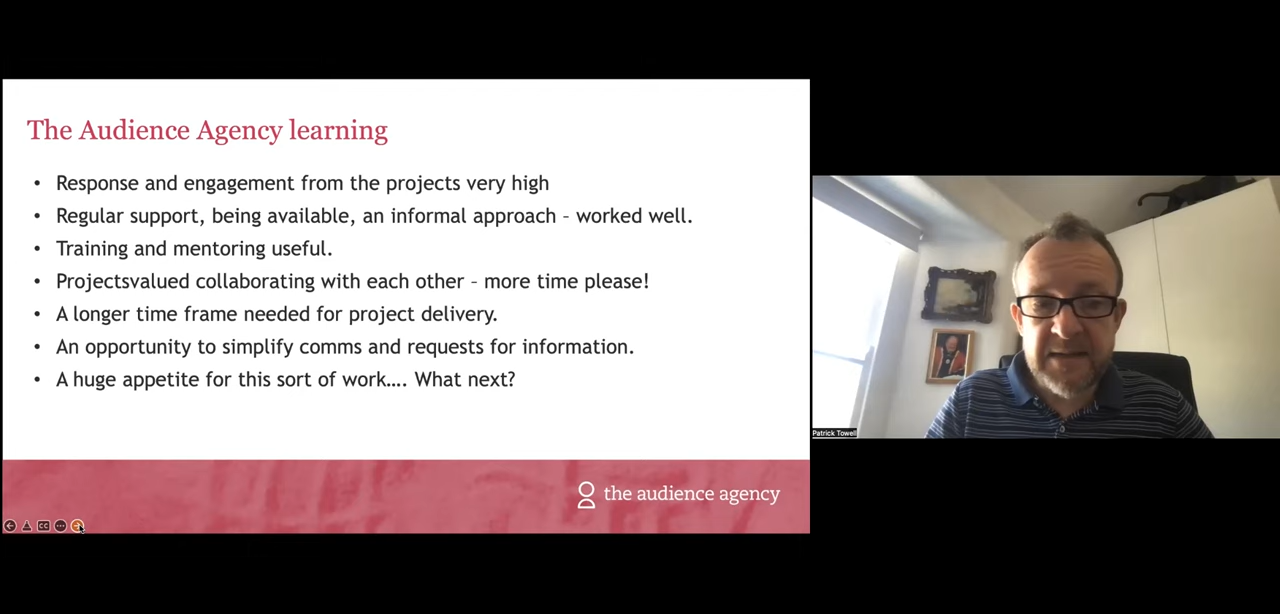 The Audience Agency learning
• Response and engagement from the projects very high
• Regular support, being available, an informal approach – worked well.
• Training and mentoring useful.
• Projectsvalued collaborating with each other – more time please!
• A longer time frame needed for project delivery.
• An opportunity to simplify comms and requests for information.
• A huge appetite for this sort of work.... What next?
the audience agency
CC
Patrick Towell